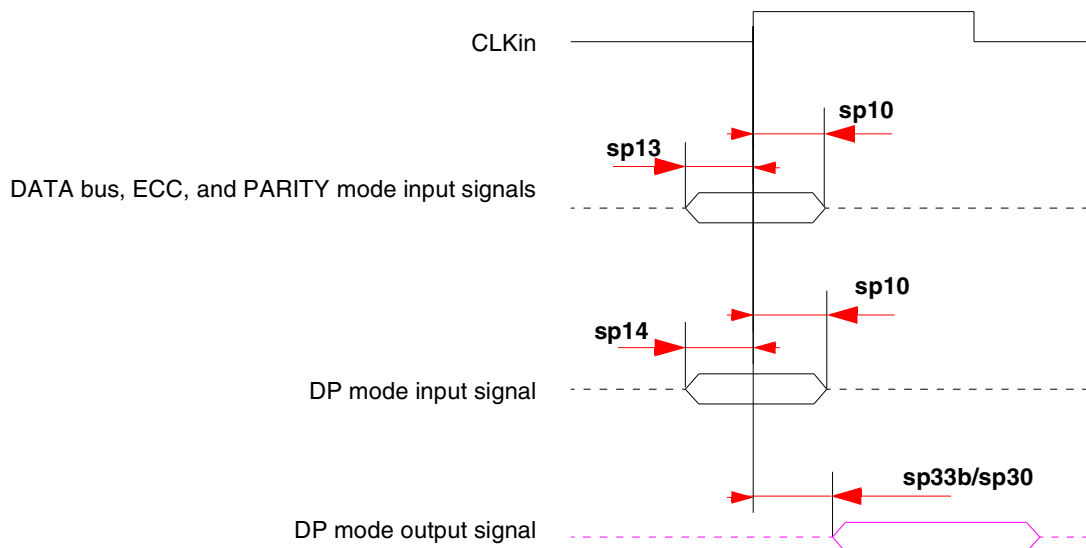 CLKin
sp10
sp13
DATA bus, ECC, and PARITY mode input signals
sp10
sp14
DP mode input signal
sp33b/sp30
DP mode output signal